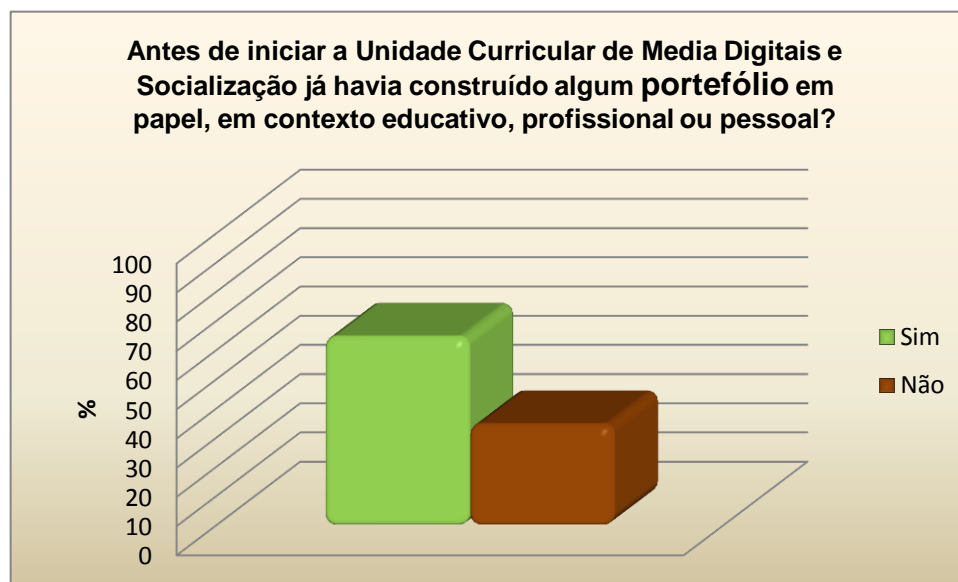 Antes de iniciar a Unidade Curricular de Media Digitais e
Socialização já havia construído algum portefólio em
papel, em contexto educativo, profissional ou pessoal?
100
90
80
70
60
50
40
30
20
10
0
%
Sim
Não